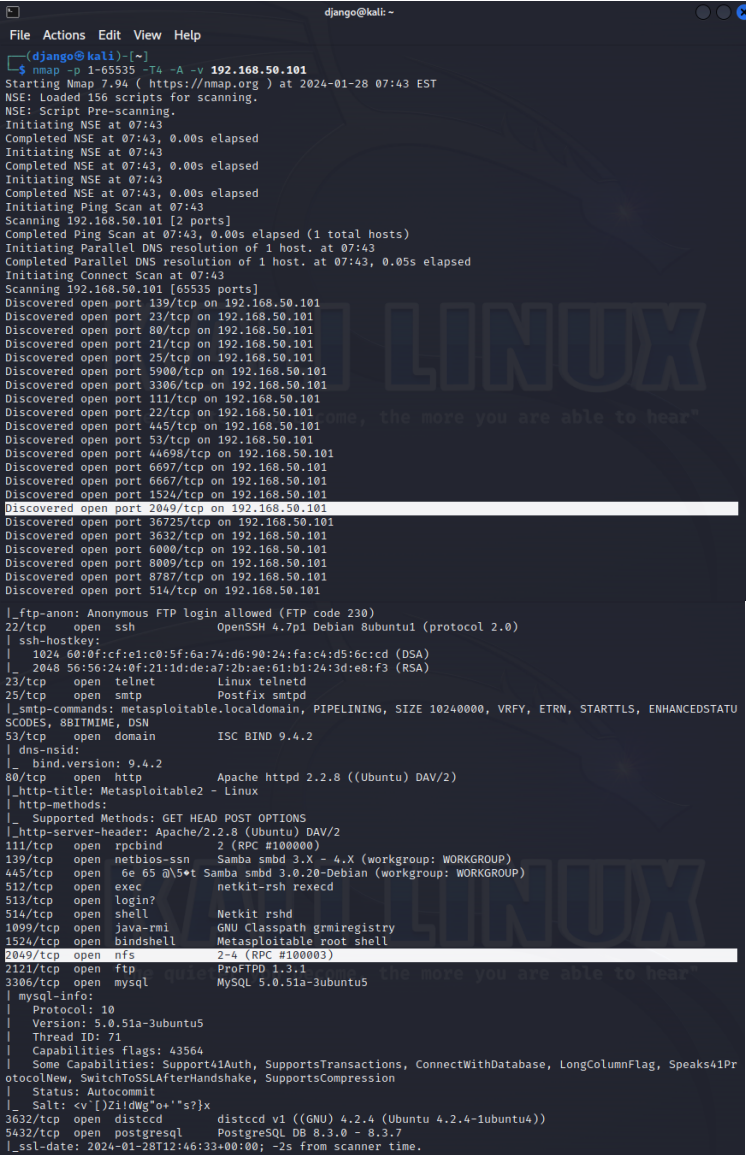 django@kali: ~
File Actions Edit View Help
┌──(django㉿kali)-[~]
└─$ nmap -p 1-65535 -T4 -A -v 192.168.50.101
Starting Nmap 7.94 ( https://nmap.org ) at 2024-01-28 07:43 EST
NSE: Loaded 156 scripts for scanning.
NSE: Script Pre-scanning.
Initiating NSE at 07:43
Completed NSE at 07:43, 0.00s elapsed
Initiating NSE at 07:43
Completed NSE at 07:43, 0.00s elapsed
Initiating NSE at 07:43
Completed NSE at 07:43, 0.00s elapsed
Initiating Ping Scan at 07:43
Scanning 192.168.50.101 [2 ports]
Completed Ping Scan at 07:43, 0.00s elapsed (1 total hosts)
Initiating Parallel DNS resolution of 1 host. at 07:43
Completed Parallel DNS resolution of 1 host. at 07:43, 0.05s elapsed
Initiating Connect Scan at 07:43
Scanning 192.168.50.101 [65535 ports]
Discovered open port 139/tcp on 192.168.50.101
Discovered open port 23/tcp on 192.168.50.101
Discovered open port 80/tcp on 192.168.50.101
Discovered open port 21/tcp on 192.168.50.101
Discovered open port 25/tcp on 192.168.50.101
Discovered open port 5900/tcp on 192.168.50.101
Discovered open port 3306/tcp on 192.168.50.101
Discovered open port 111/tcp on 192.168.50.101
Discovered open port 22/tcp on 192.168.50.101
Discovered open port 445/tcp on 192.168.50.101
Discovered open port 53/tcp on 192.168.50.101
Discovered open port 44698/tcp on 192.168.50.101
Discovered open port 6697/tcp on 192.168.50.101
Discovered open port 6667/tcp on 192.168.50.101
Discovered open port 1524/tcp on 192.168.50.101
Discovered open port 2049/tcp on 192.168.50.101
Discovered open port 36725/tcp on 192.168.50.101
Discovered open port 3632/tcp on 192.168.50.101
Discovered open port 6000/tcp on 192.168.50.101
Discovered open port 8009/tcp on 192.168.50.101
Discovered open port 8787/tcp on 192.168.50.101
Discovered open port 514/tcp on 192.168.50.101
LINUX
come, the more you are able to hear"
|_ftp-anon: Anonymous FTP login allowed (FTP code 230)
22/tcp open ssh OpenSSH 4.7p1 Debian 8ubuntu1 (protocol 2.0)
| ssh-hostkey:
| 1024 60:0f:cf:e1:c0:5f:6a:74:d6:90:24:fa:c4:d5:6c:cd (DSA)
|_ 2048 56:56:24:0f:21:1d:de:a7:2b:ae:61:b1:24:3d:e8:f3 (RSA)
23/tcp open telnet Linux telnetd
25/tcp open smtp Postfix smtpd
|_smtp-commands: metasploitable.localdomain, PIPELINING, SIZE 10240000, VRFY, ETRN, STARTTLS, ENHANCEDSTATU
SCODES, 8BITMIME, DSN
53/tcp open domain ISC BIND 9.4.2
| dns-nsid:
|_ bind.version: 9.4.2
80/tcp open http Apache httpd 2.2.8 ((Ubuntu) DAV/2)
|_http-title: Metasploitable2 - Linux
| http-methods:
|_ Supported Methods: GET HEAD POST OPTIONS
|_http-server-header: Apache/2.2.8 (Ubuntu) DAV/2
111/tcp open rpcbind 2 (RPC #100000)
139/tcp open netbios-ssn Samba smbd 3.X - 4.X (workgroup: WORKGROUP)
445/tcp open 6e 65 @\5�t Samba smbd 3.0.20-Debian (workgroup: WORKGROUP)
512/tcp open exec netkit-rsh rexecd
513/tcp open login?
514/tcp open shell Netkit rshd
1099/tcp open java-rmi GNU Classpath grmiregistry
1524/tcp open bindshell Metasploitable root shell
2049/tcp open nfs 2-4 (RPC #100003)
2121/tcp open ftp ProFTPD 1.3.1
3306/tcp open mysql MySQL 5.0.51a-3ubuntu5
| mysql-info:
| Protocol: 10
| Version: 5.0.51a-3ubuntu5
| Thread ID: 71
| Capabilities flags: 43564
| Some Capabilities: Support41Auth, SupportsTransactions, ConnectWithDatabase, LongColumnFlag, Speaks41Pr
otocolNew, SwitchToSSLAfterHandshake, SupportsCompression
| Status: Autocommit
|_ Salt: <v`[)Zi!dWg"o+'"s?}x
3632/tcp open distccd distccd v1 ((GNU) 4.2.4 (Ubuntu 4.2.4-1ubuntu4))
5432/tcp open postgresql PostgreSQL DB 8.3.0 - 8.3.7
|_ssl-date: 2024-01-28T12:46:33+00:00; -2s from scanner time.
KALI LINUX
quieter come, the more you are able to hear"